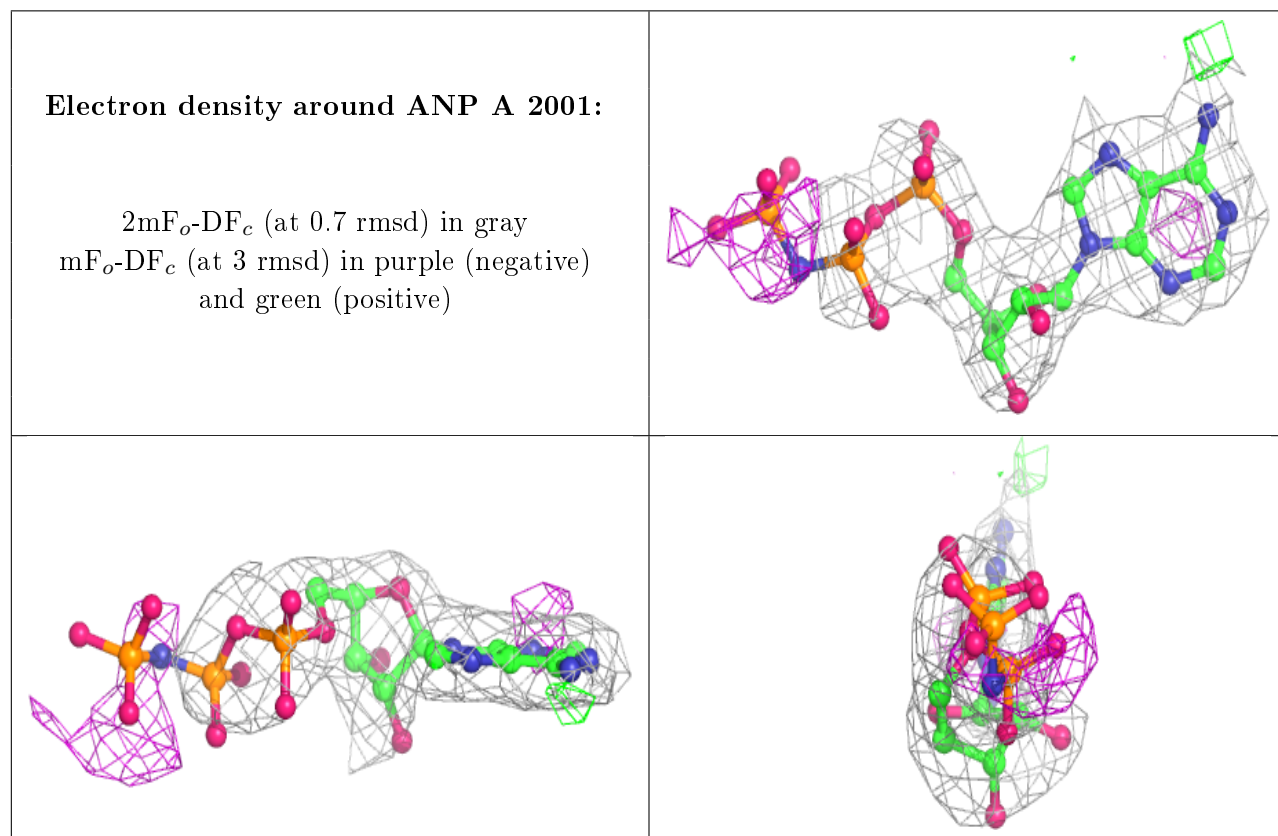 Electron density around ANP A 2001:
2mFₒ-DF𝒸 (at 0.7 rmsd) in gray
mFₒ-DF𝒸 (at 3 rmsd) in purple (negative)
and green (positive)